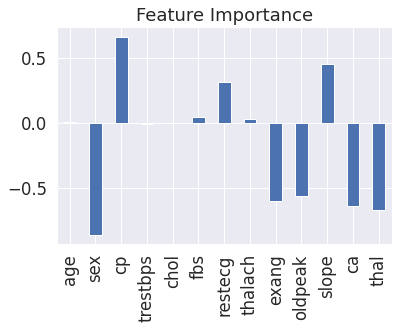 Feature Importance
0.5
0.0
−0.5
age
sex
cp
trestbps
chol
fbs
restecg
thalach
exang
oldpeak
slope
ca
thal